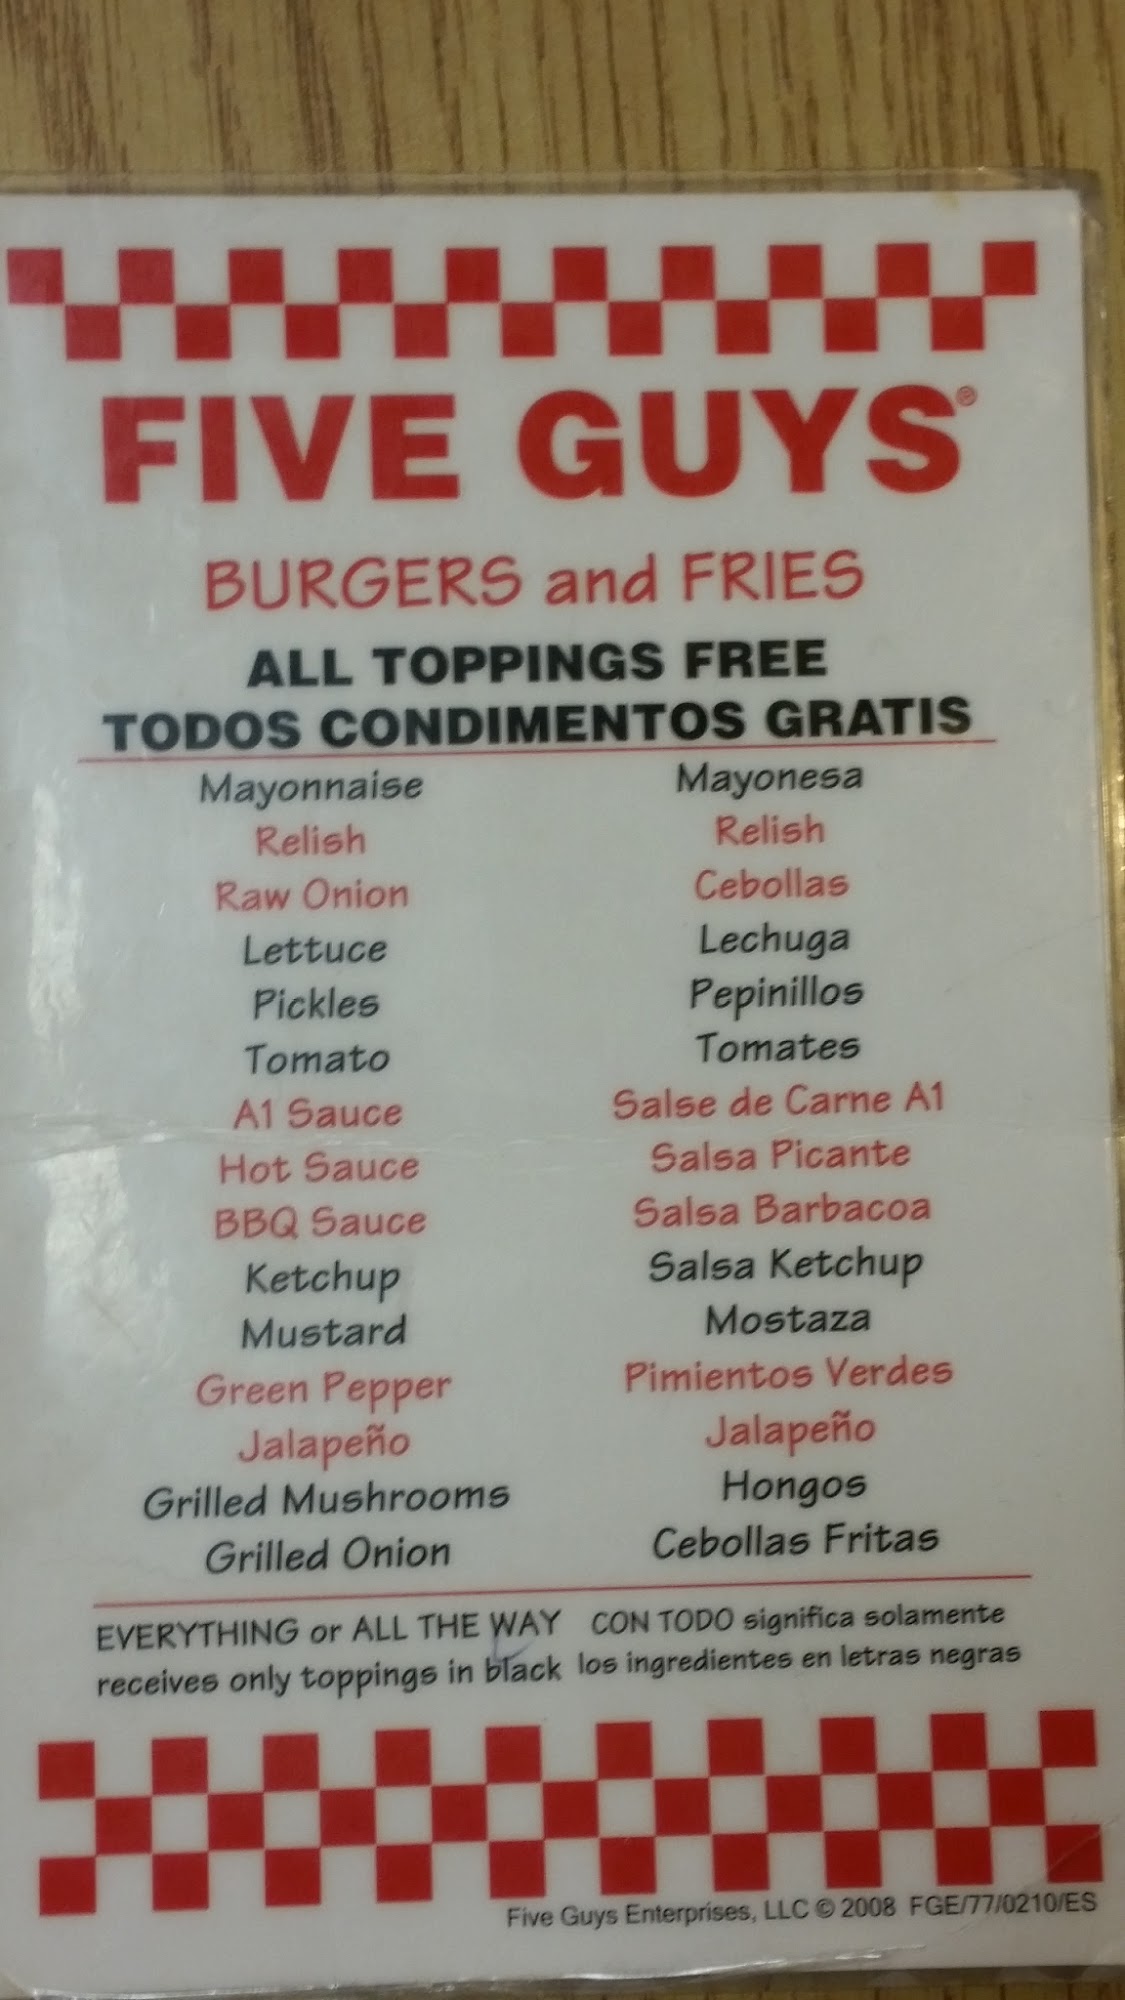 FIVE GUYS®
BURGERS and FRIES
ALL TOPPINGS FREE
TODOS CONDIMENTOS GRATIS
Mayonnaise Mayonesa
Relish Relish
Raw Onion Cebollas
Lettuce Lechuga
Pickles Pepinillos
Tomato Tomates
A1 Sauce Salse de Carne A1
Hot Sauce Salsa Picante
BBQ Sauce Salsa Barbacoa
Ketchup Salsa Ketchup
Mustard Mostaza
Green Pepper Pimientos Verdes
Jalapeño Jalapeño
Grilled Mushrooms Hongos
Grilled Onion Cebollas Fritas
EVERYTHING or ALL THE WAY CON TODO significa solamente
receives only toppings in black los ingredientes en letras negras
Five Guys Enterprises, LLC © 2008 FGE/77/0210/ES